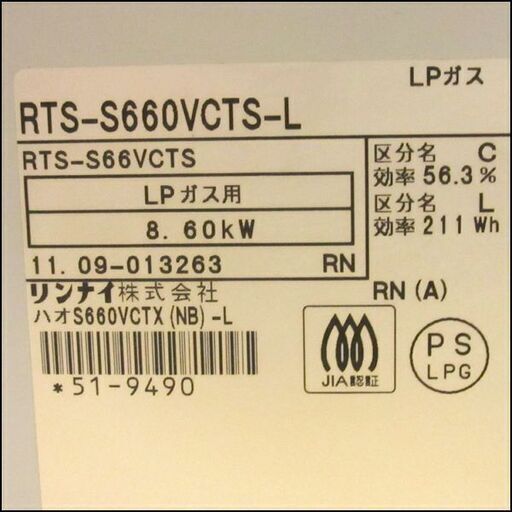 LPガス
RTS-S660VCTS-L
RTS-S66VCTS
LPガス用
8.60kW
区分名 C
効率 56.3%
区分名 L
効率 211Wh
11.09-013263 RN
リンナイ株式会社
RN(A)
ハオS660VCTX(NB)-L
*51-9490
JIA認証
PS
LPG